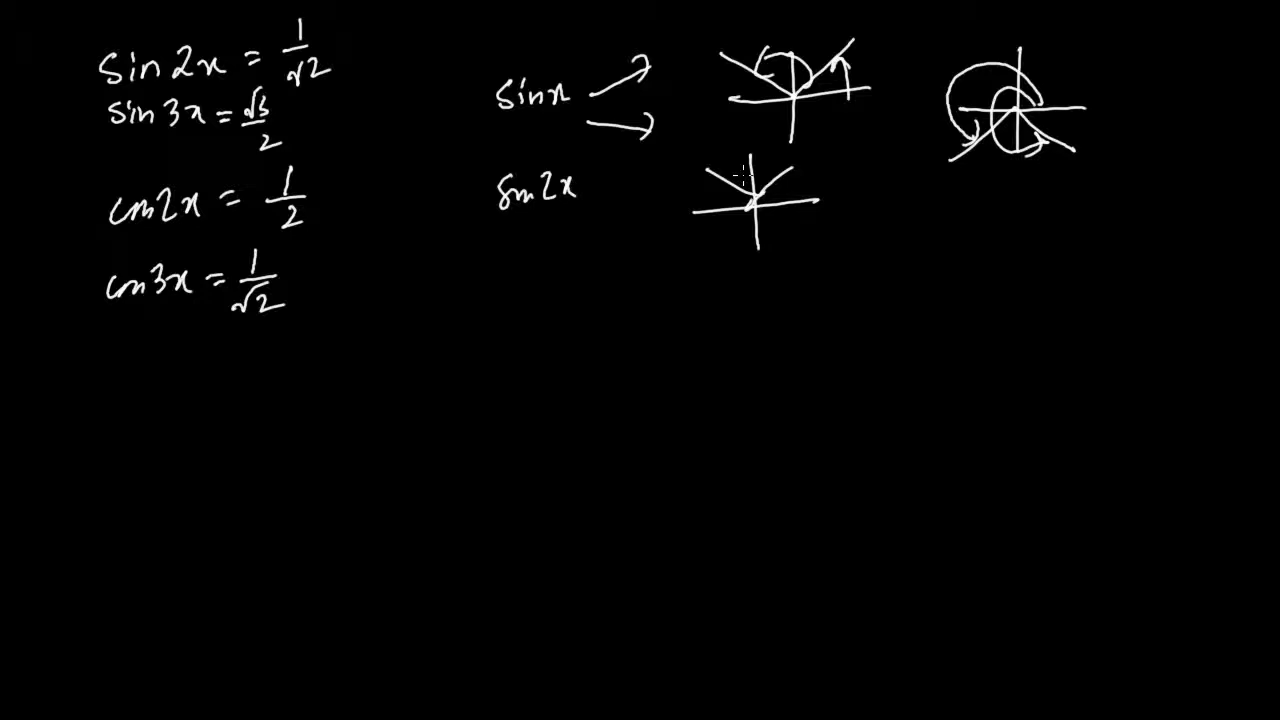 sin 2x = 1/√2
sin 3x = √3/2
cos 2x = 1/2
cos 3x = 1/√2
sin x
sin 2x